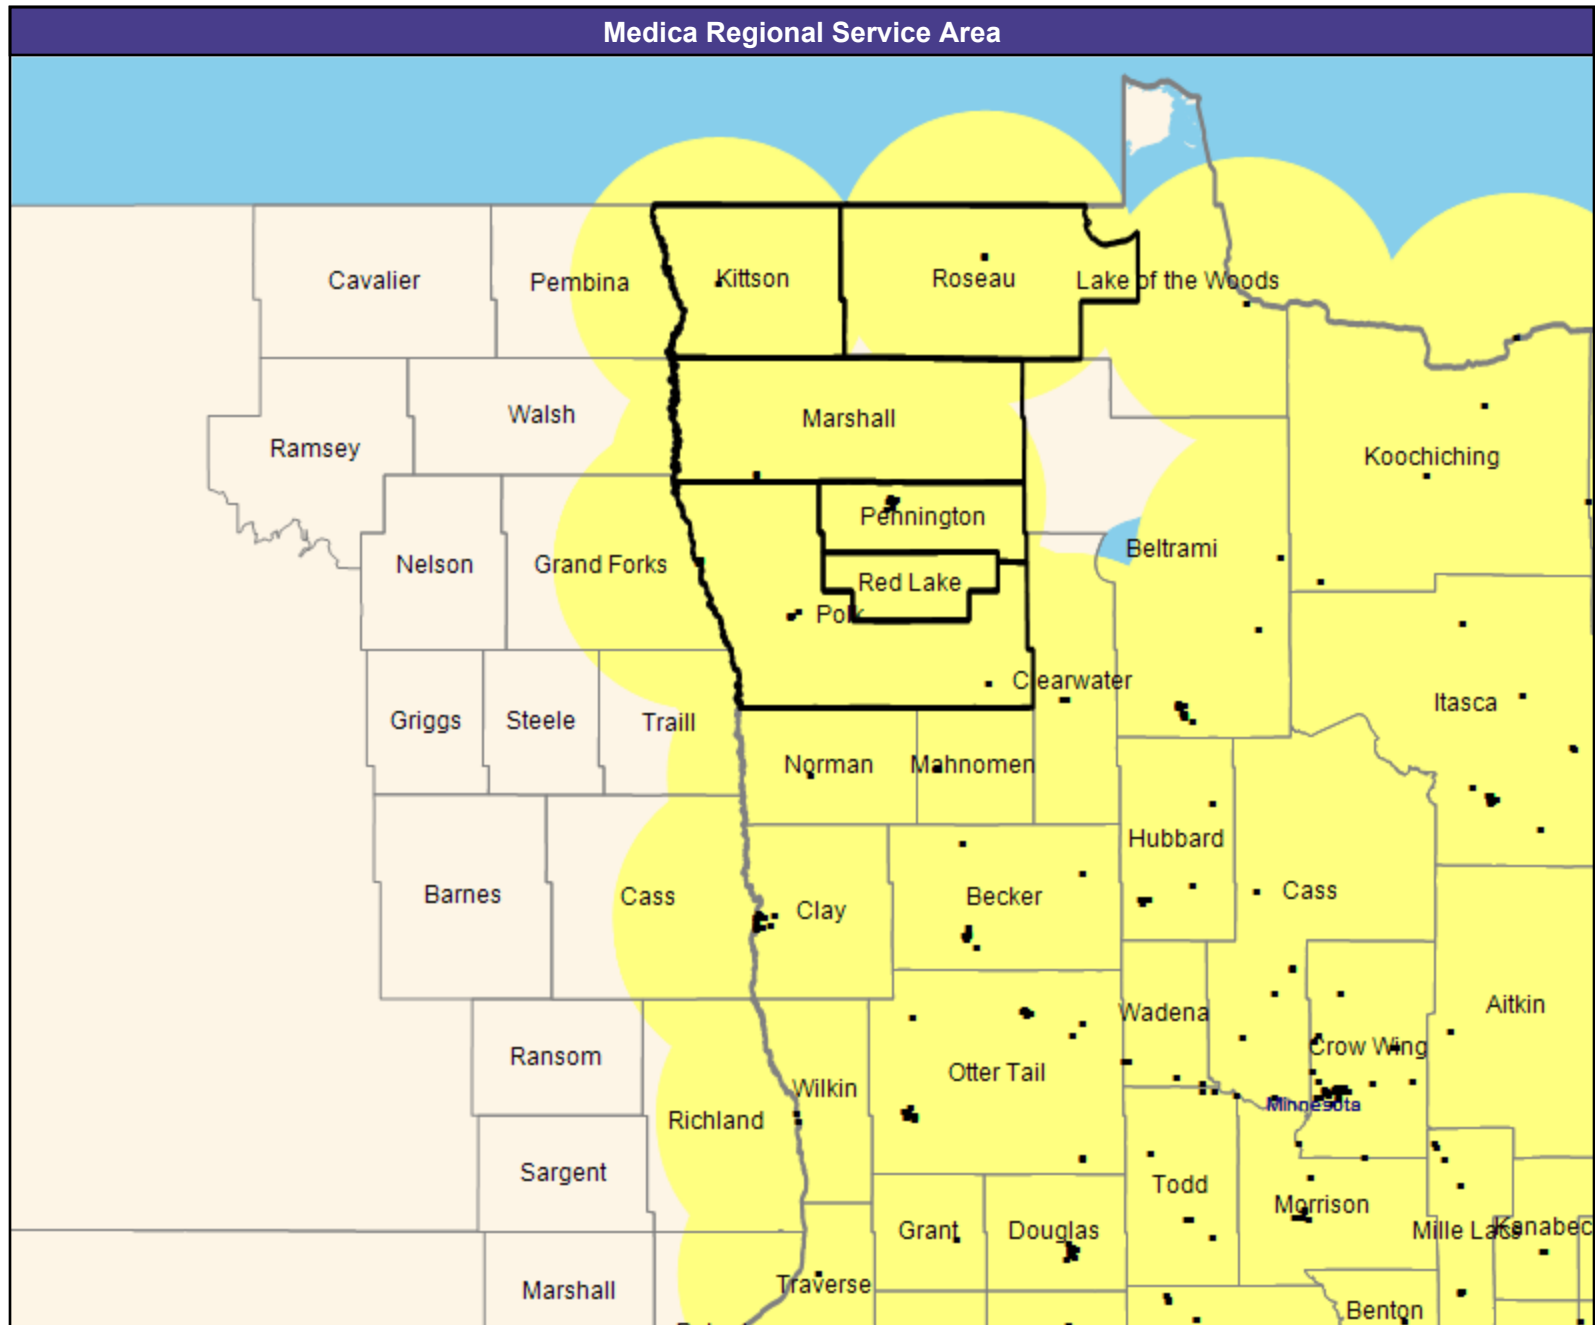 Medica Regional Service Area
Cavalier
Pembina
Kittson
Roseau
Lake of the Woods
Walsh
Marshall
Ramsey
Koochiching
Pennington
Nelson
Grand Forks
Beltrami
Red Lake
Polk
Clearwater
Itasca
Griggs
Steele
Traill
Norman
Mahnomen
Hubbard
Barnes
Cass
Clay
Becker
Cass
Wadena
Aitkin
Ransom
Otter Tail
Crow Wing
Wilkin
Minnesota
Richland
Sargent
Todd
Morrison
Grant
Douglas
Mille Lacs
Kanabec
Marshall
Traverse
Benton